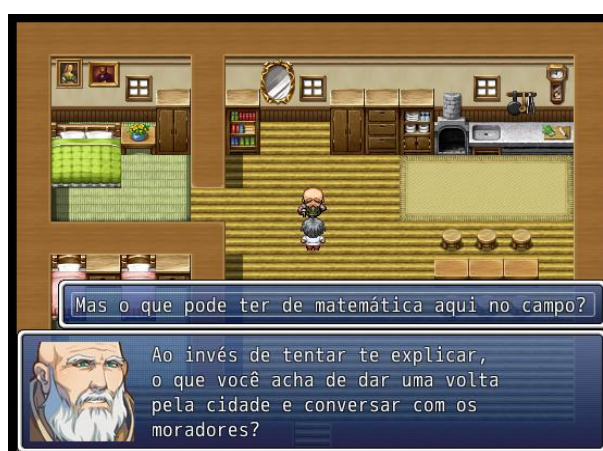 Mas o que pode ter de matemática aqui no campo?
Ao invés de tentar te explicar,
o que você acha de dar uma volta
pela cidade e conversar com os
moradores?